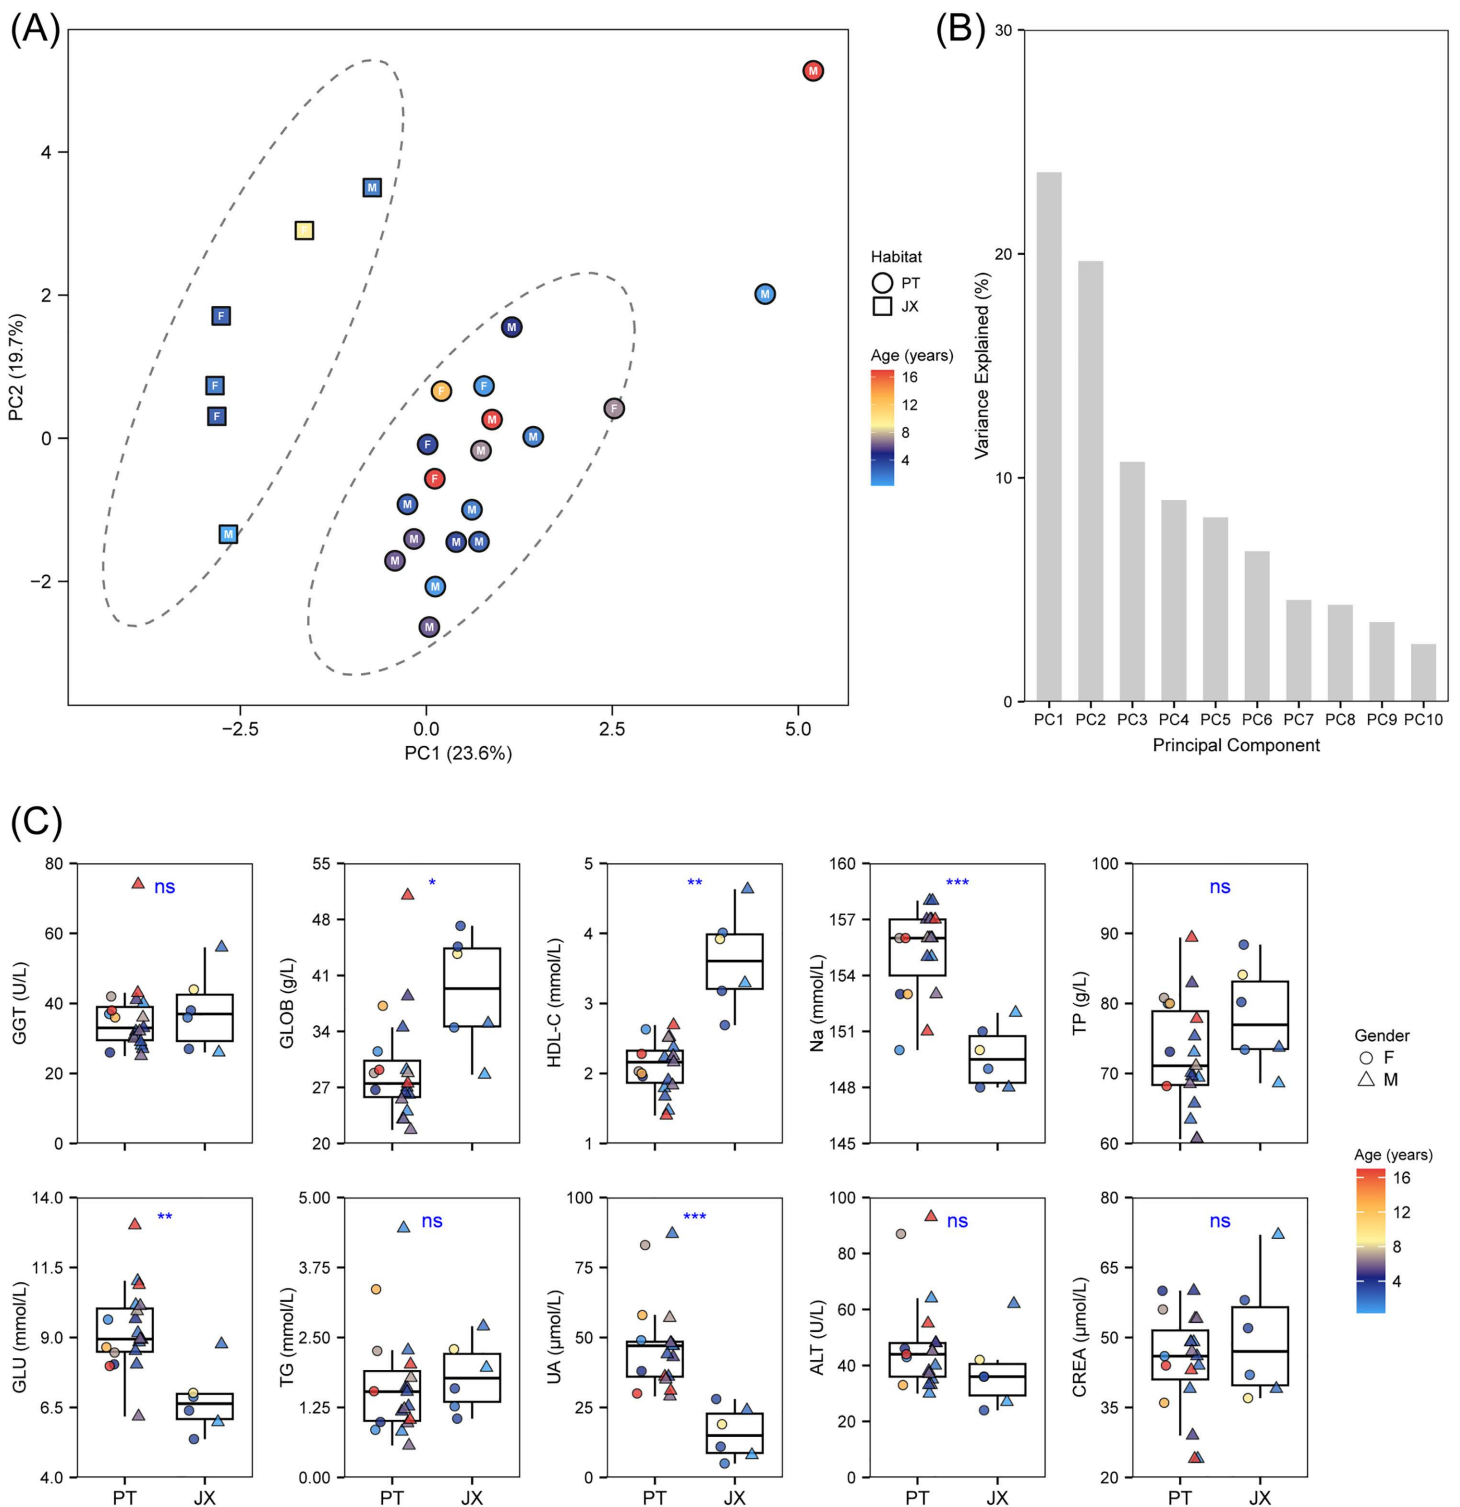 (A)
4
2
0
−2
PC2 (19.7%)
−2.5
0.0
2.5
5.0
PC1 (23.6%)
M
M
F
M
F
M
F
F
F
M
F
M
M
F
F
M
F
M
M
M
M
M
M
M
M
M
Habitat
PT
JX
Age (years)
16
12
8
4
(B)
30
20
10
0
Variance Explained (%)
PC1 PC2 PC3 PC4 PC5 PC6 PC7 PC8 PC9 PC10
Principal Component
(C)
80
60
40
20
0
GGT (U/L)
ns
55
48
41
34
27
20
GLOB (g/L)
*
5
4
3
2
1
HDL-C (mmol/L)
**
160
157
154
151
148
145
Na (mmol/L)
***
100
90
80
70
60
TP (g/L)
ns
14.0
11.5
9.0
6.5
4.0
GLU (mmol/L)
**
PT JX
5.00
3.75
2.50
1.25
0.00
TG (mmol/L)
ns
PT JX
100
75
50
25
0
UA (μmol/L)
***
PT JX
100
80
60
40
20
0
ALT (U/L)
ns
PT JX
80
65
50
35
20
CREA (μmol/L)
ns
PT JX
Gender
F
M
Age (years)
16
12
8
4